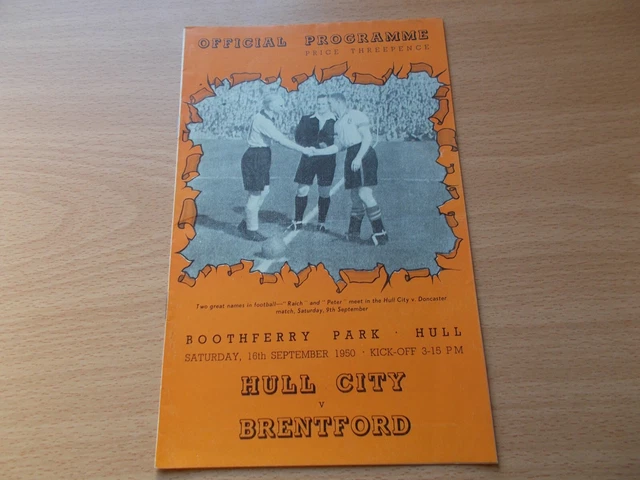 OFFICIAL PROGRAMME
PRICE THREEPENCE
Two great names in football—"Raich" and "Peter" meet in the Hull City v. Doncaster
match, Saturday, 9th September
BOOTHFERRY PARK · HULL
SATURDAY, 16th SEPTEMBER 1950 · KICK-OFF 3-15 PM
HULL CITY
v
BRENTFORD